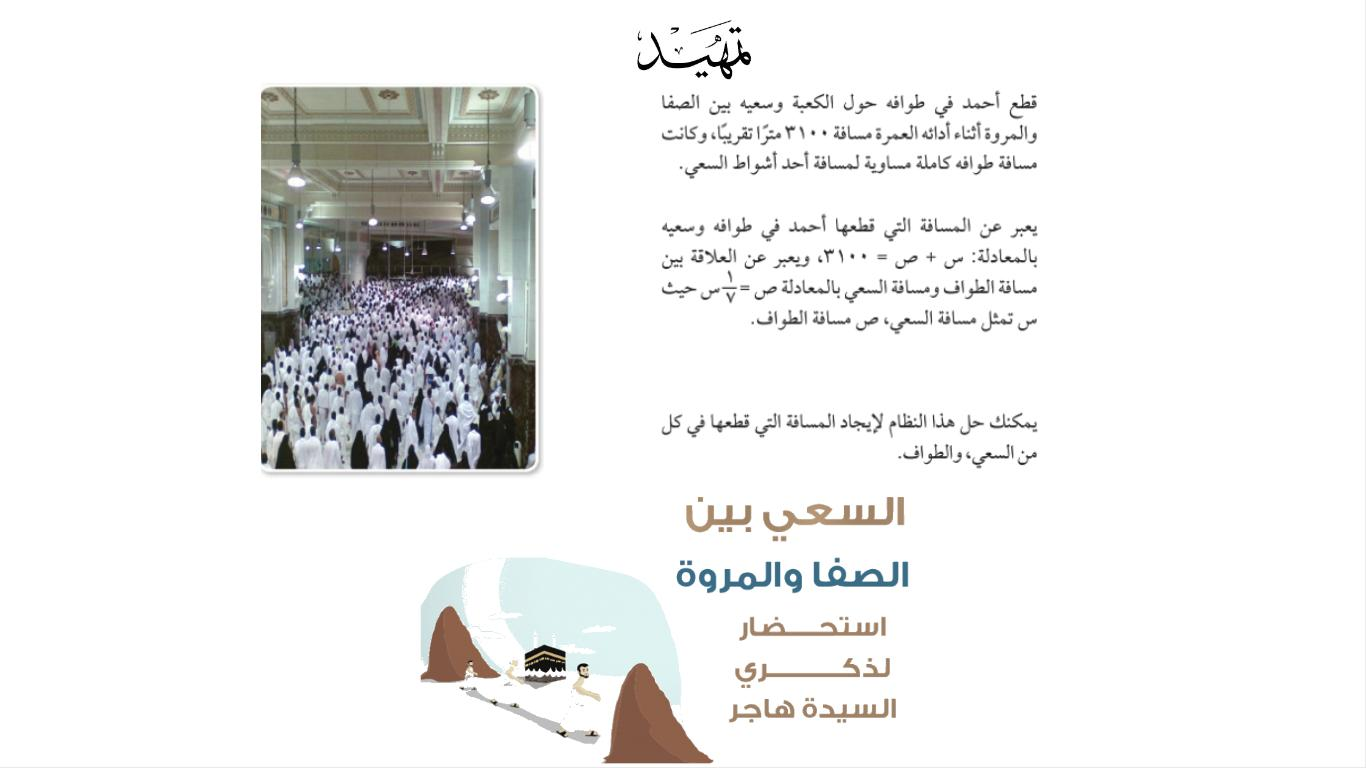 تمهيد
قطع أحمد في طوافه حول الكعبة وسعيه بين الصفا
والمروة أثناء أدائه العمرة مسافة ٣١٠٠ مترًا تقريبًا، وكانت
مسافة طوافه كاملة مساوية لمسافة أحد أشواط السعي.
يعبر عن المسافة التي قطعها أحمد في طوافه وسعيه
بالمعادلة: س + ص = ٣١٠٠، ويعبر عن العلاقة بين
مسافة الطواف ومسافة السعي بالمعادلة ص = ١/٧ س حيث
س تمثل مسافة السعي، ص مسافة الطواف.
يمكنك حل هذا النظام لإيجاد المسافة التي قطعها في كل
من السعي، والطواف.
السعي بين
الصفا والمروة
استحـــــضار
لذكـــــــــري
السيدة هاجر